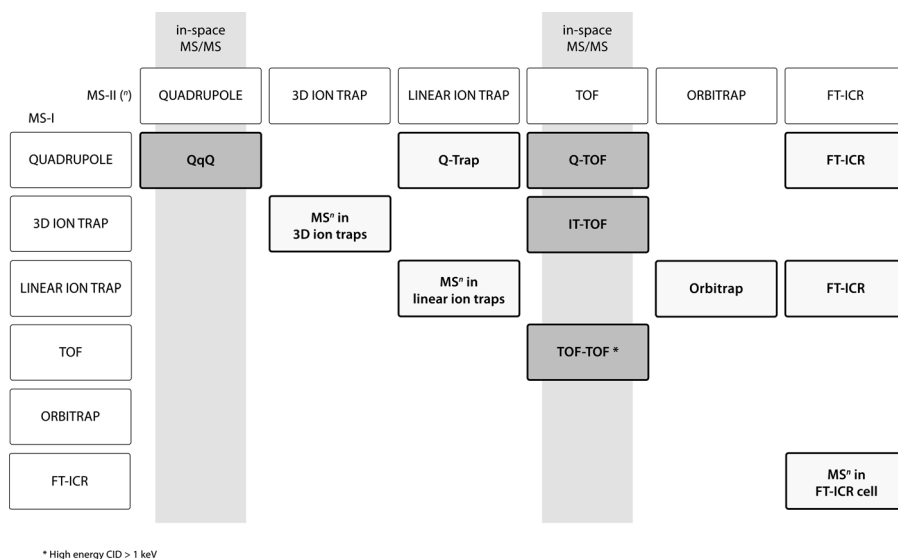 in-space
MS/MS
in-space
MS/MS
MS-II (ⁿ)
QUADRUPOLE
3D ION TRAP
LINEAR ION TRAP
TOF
ORBITRAP
FT-ICR
MS-I
QUADRUPOLE
QqQ
Q-Trap
Q-TOF
FT-ICR
3D ION TRAP
MSⁿ in
3D ion traps
IT-TOF
LINEAR ION TRAP
MSⁿ in
linear ion traps
Orbitrap
FT-ICR
TOF
TOF-TOF *
ORBITRAP
FT-ICR
MSⁿ in
FT-ICR cell
* High energy CID > 1 keV